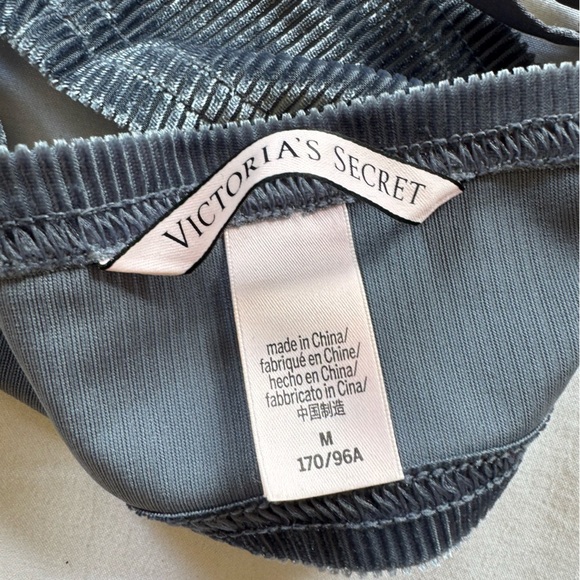 VICTORIA'S SECRET
made in China/
fabriqué en Chine/
hecho en China/
fabbricato in Cina/
中国制造
M
170/96A